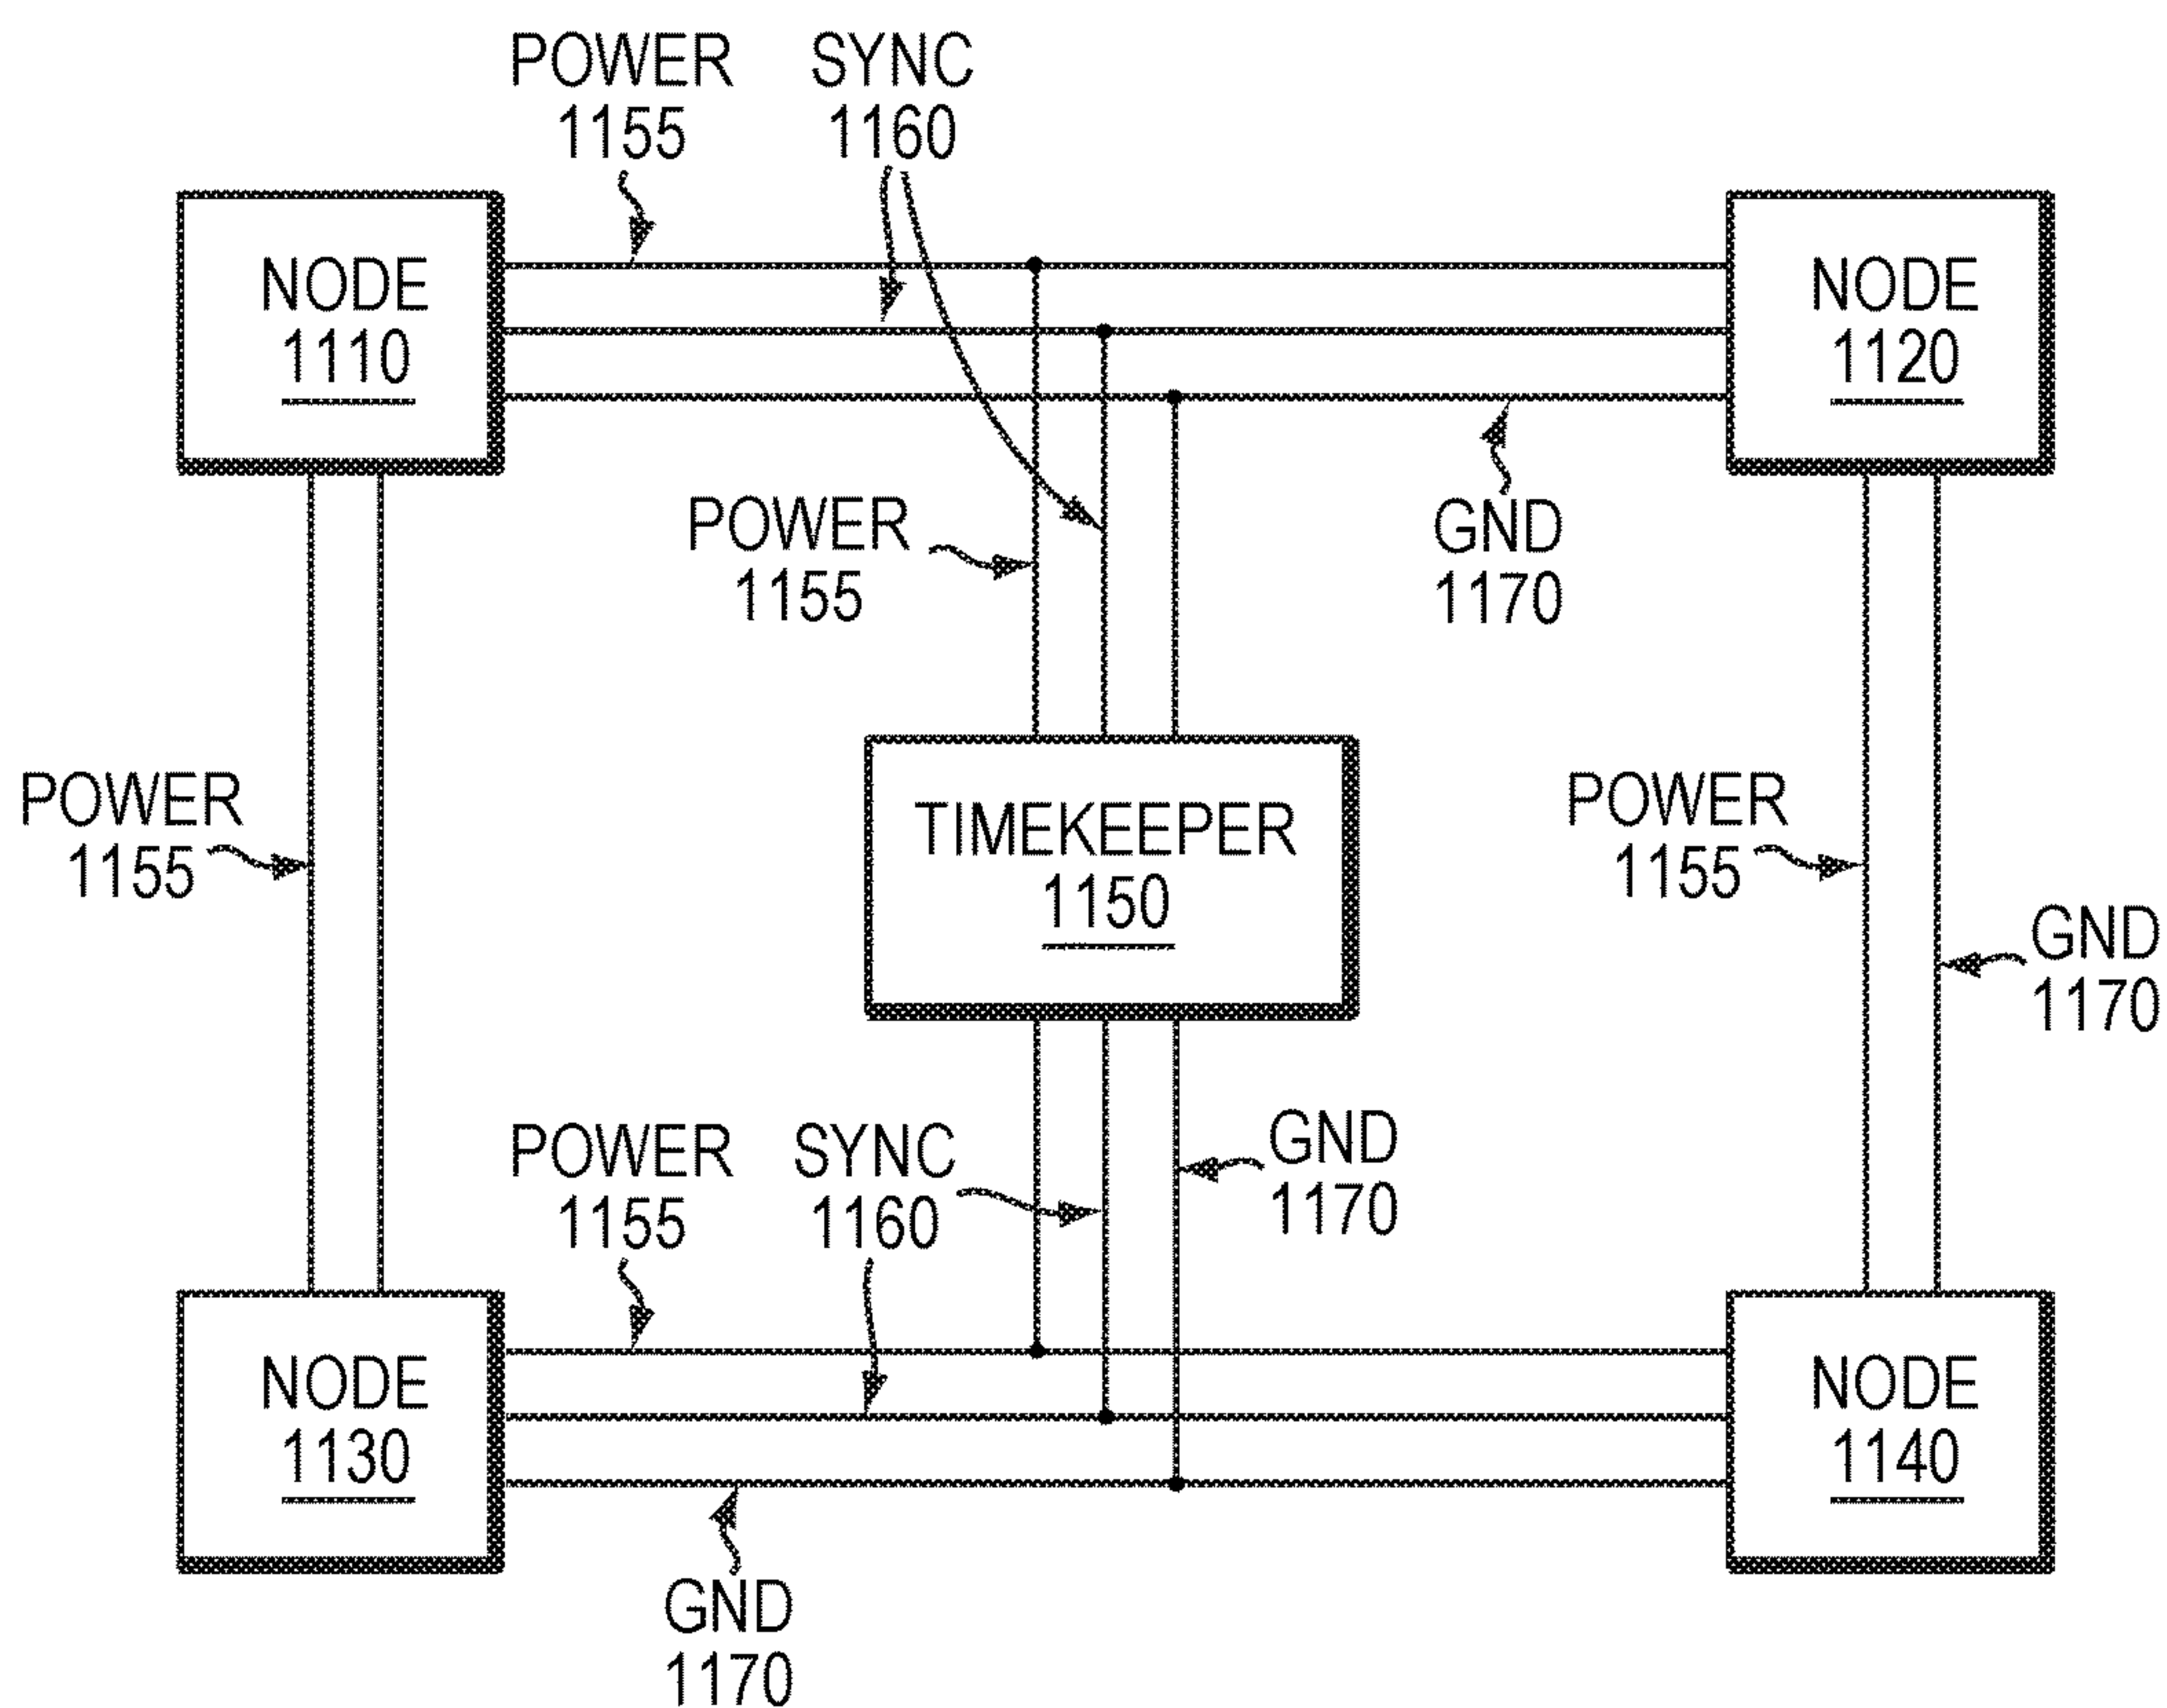 POWER
1155
SYNC
1160
NODE
1110
NODE
1120
POWER
1155
GND
1170
POWER
1155
TIMEKEEPER
1150
POWER
1155
GND
1170
POWER
1155
SYNC
1160
GND
1170
NODE
1130
NODE
1140
GND
1170